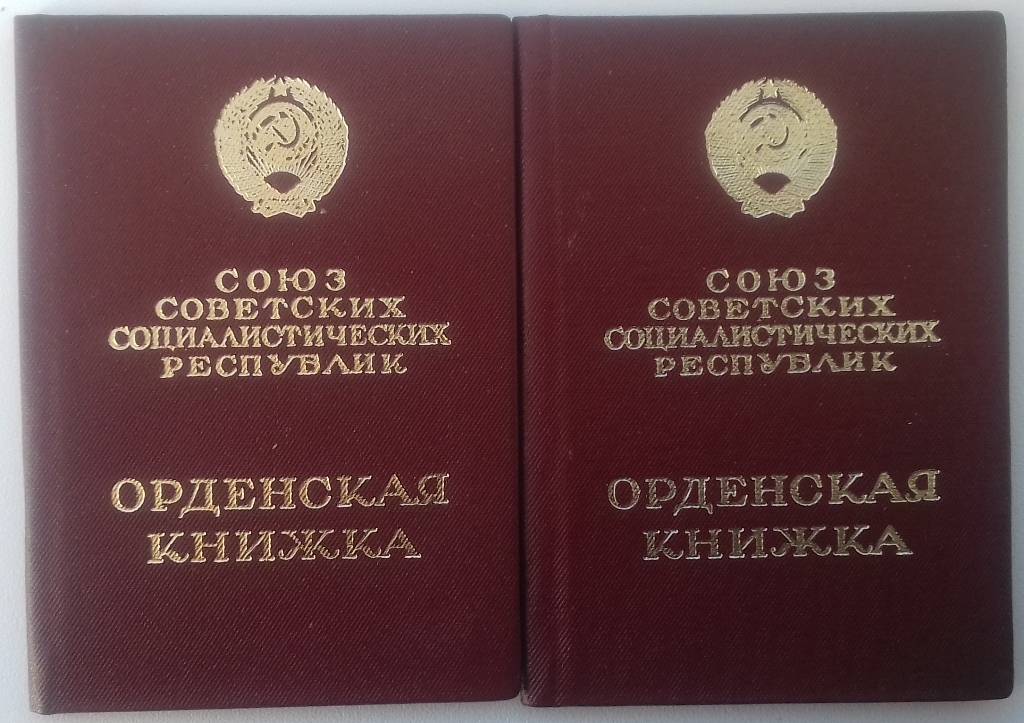 СОЮЗ
СОВЕТСКИХ
СОЦИАЛИСТИЧЕСКИХ
РЕСПУБЛИК
ОРДЕНСКАЯ
КНИЖКА
СОЮЗ
СОВЕТСКИХ
СОЦИАЛИСТИЧЕСКИХ
РЕСПУБЛИК
ОРДЕНСКАЯ
КНИЖКА